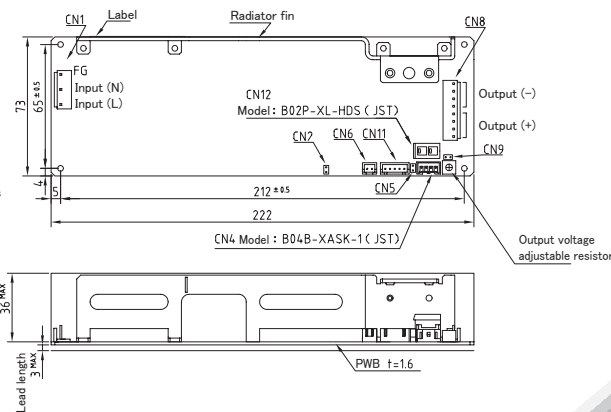 CN1
Label
Radiator fin
CN8
FG
Input (N)
Input (L)
CN12
Model: B02P-XL-HDS ( JST)
Output (-)
Output (+)
73
65 ±0.5
CN2
CN6
CN11
CN9
4
5
212 ±0.5
CN5
222
CN4 Model: B04B-XASK-1 ( JST)
Output voltage
adjustable resistor
36 MAX
Lead length
3 MAX
PWB t=1.6